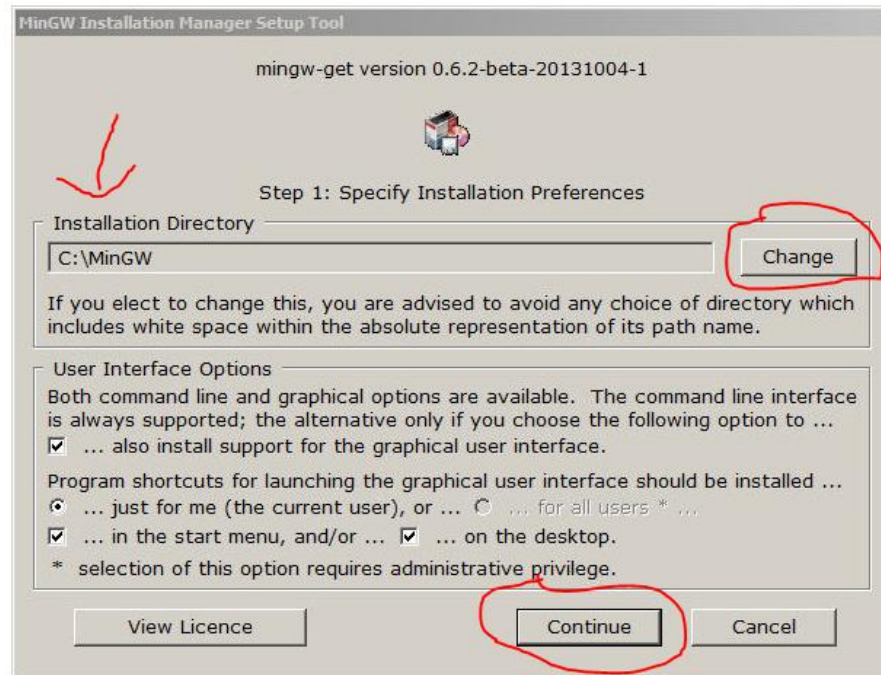 MinGW Installation Manager Setup Tool
mingw-get version 0.6.2-beta-20131004-1
Step 1: Specify Installation Preferences
Installation Directory
C:\MinGW
Change
If you elect to change this, you are advised to avoid any choice of directory which
includes white space within the absolute representation of its path name.
User Interface Options
Both command line and graphical options are available.  The command line interface
is always supported; the alternative only if you choose the following option to ...
... also install support for the graphical user interface.
Program shortcuts for launching the graphical user interface should be installed ...
... just for me (the current user), or ... ... for all users * ...
... in the start menu, and/or ... ... on the desktop.
* selection of this option requires administrative privilege.
View Licence Continue Cancel